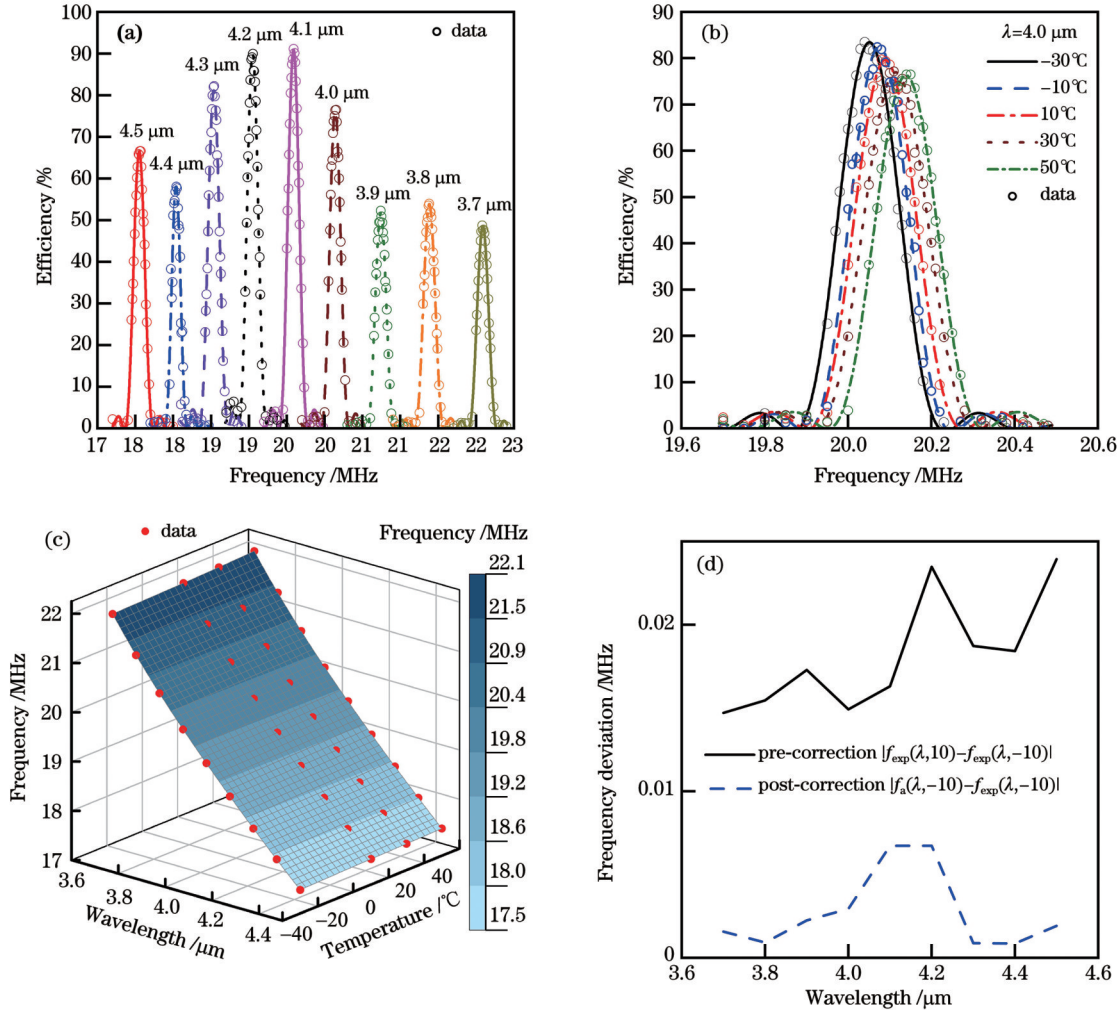 (a)
data
4.5 μm
4.4 μm
4.3 μm
4.2 μm
4.1 μm
4.0 μm
3.9 μm
3.8 μm
3.7 μm
100
90
80
70
60
50
40
30
20
10
0
Efficiency /%
17 18 18 19 19 20 20 21 21 22 22 23
Frequency /MHz
(b)
λ=4.0 μm
−30℃
−10℃
10℃
30℃
50℃
data
90
80
70
60
50
40
30
20
10
0
Efficiency /%
19.6 19.8 20.0 20.2 20.4 20.6
Frequency /MHz
(c)
data
Frequency /MHz
22.1
21.5
20.9
20.4
19.8
19.2
18.6
18.0
17.5
22
21
20
19
18
17
Frequency /MHz
3.6 3.8 4.0 4.2 4.4
Wavelength /μm
−40 −20 0 20 40
Temperature /℃
(d)
0.02
0.01
0
Frequency deviation /MHz
pre-correction |fexp(λ,10)−fexp(λ,−10)|
post-correction |fa(λ,−10)−fexp(λ,−10)|
3.6 3.8 4.0 4.2 4.4 4.6
Wavelength /μm